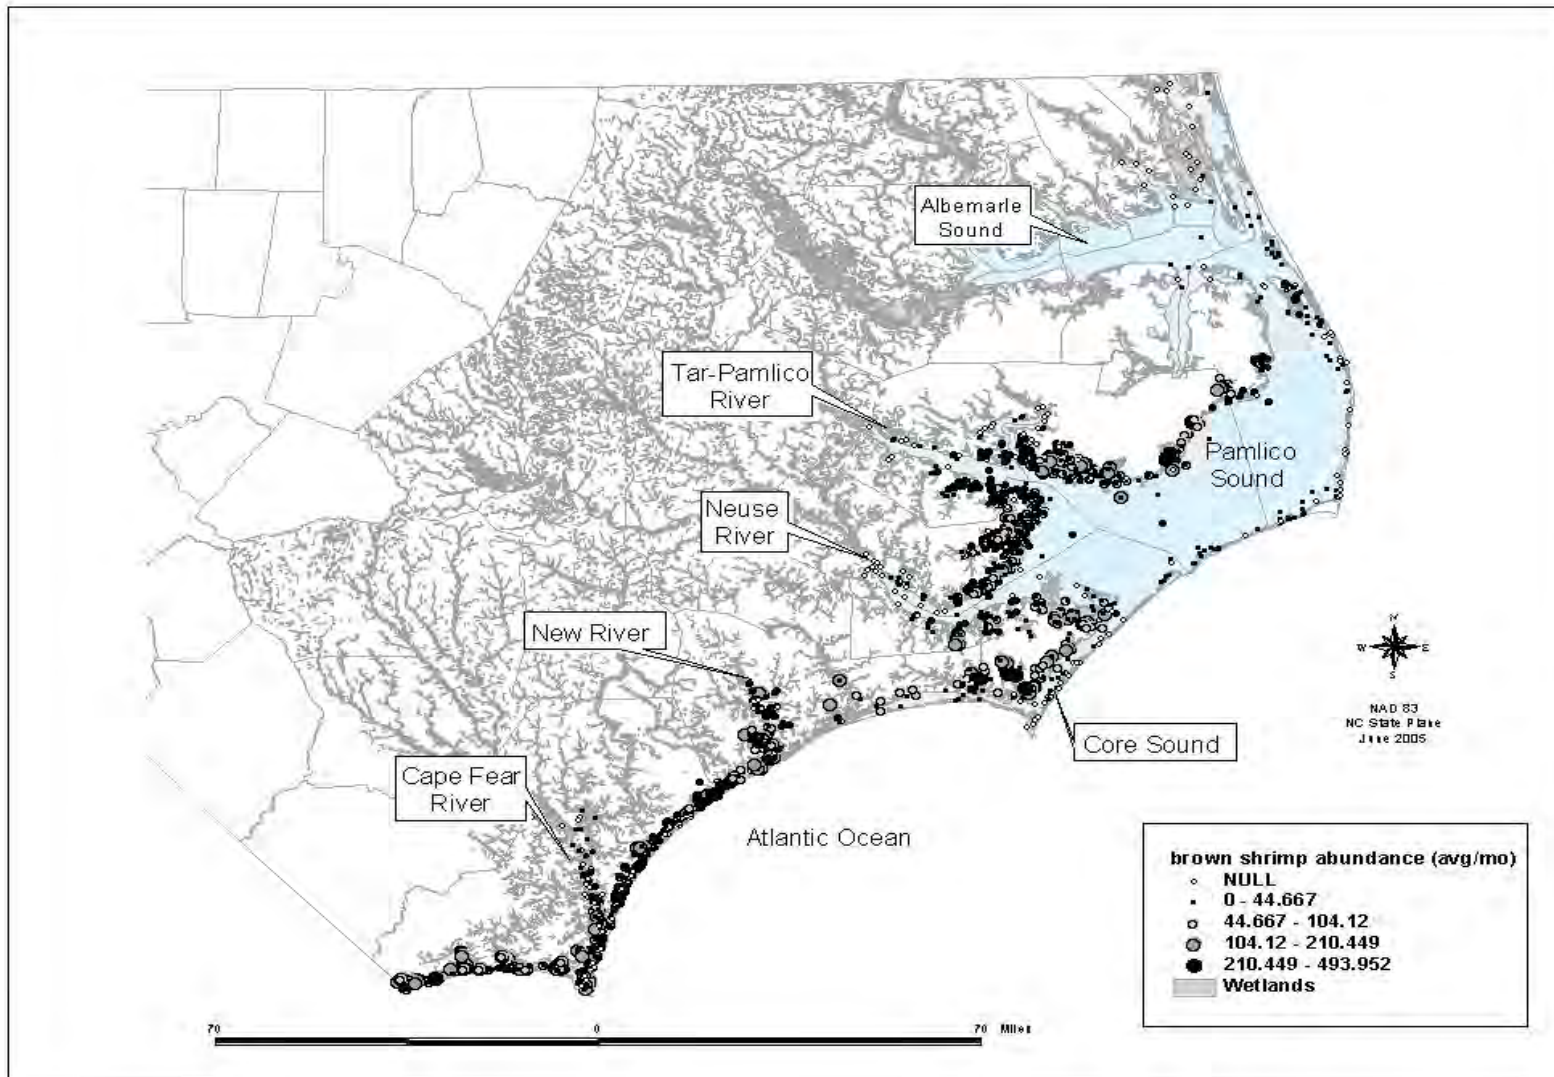 Albemarle
Sound
Tar-Pamlico
River
Pamlico
Sound
Neuse
River
New River
N
W
E
S
NAD 83
NC State Plane
June 2005
Core Sound
Cape Fear
River
Atlantic Ocean
brown shrimp abundance (avg/mo)
NULL
0 - 44.667
44.667 - 104.12
104.12 - 210.449
210.449 - 493.952
Wetlands
70 0 70 Miles